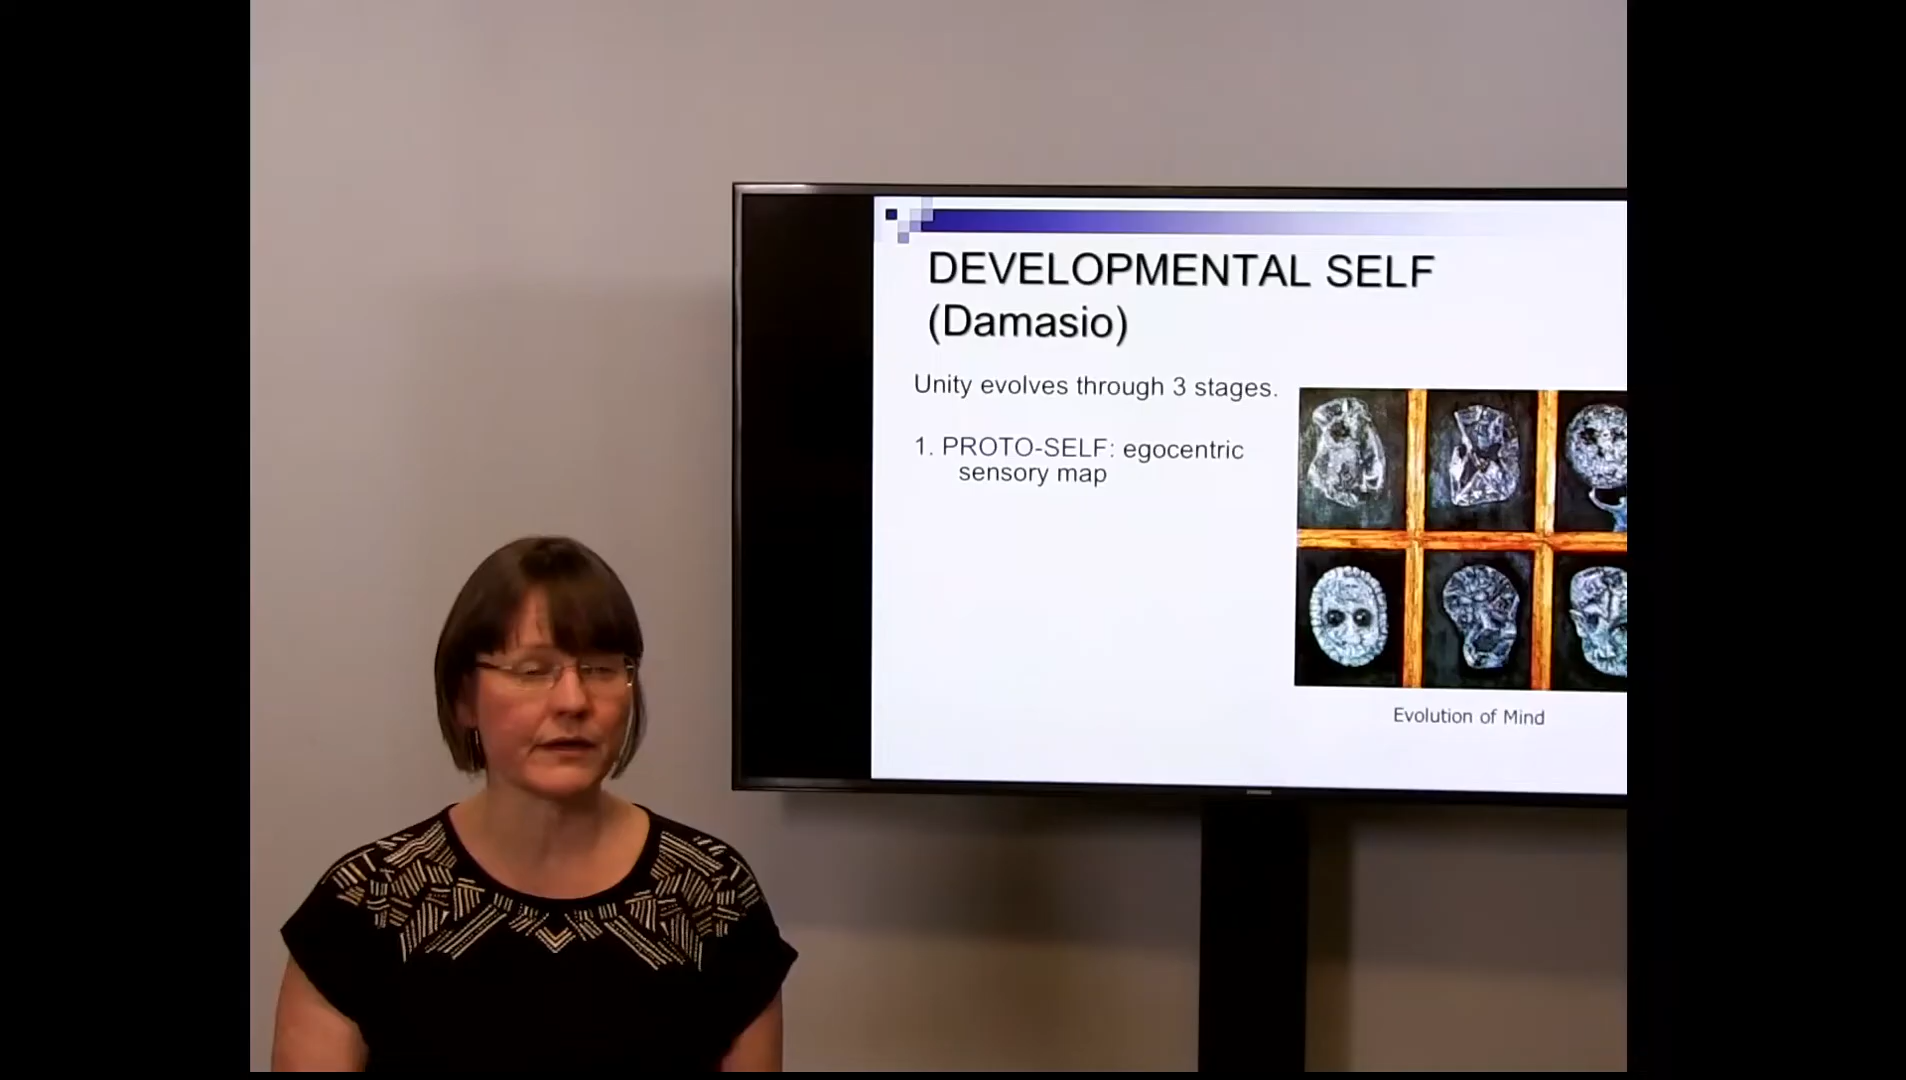 DEVELOPMENTAL SELF
(Damasio)
Unity evolves through 3 stages.
1. PROTO-SELF: egocentric
sensory map
Evolution of Mind